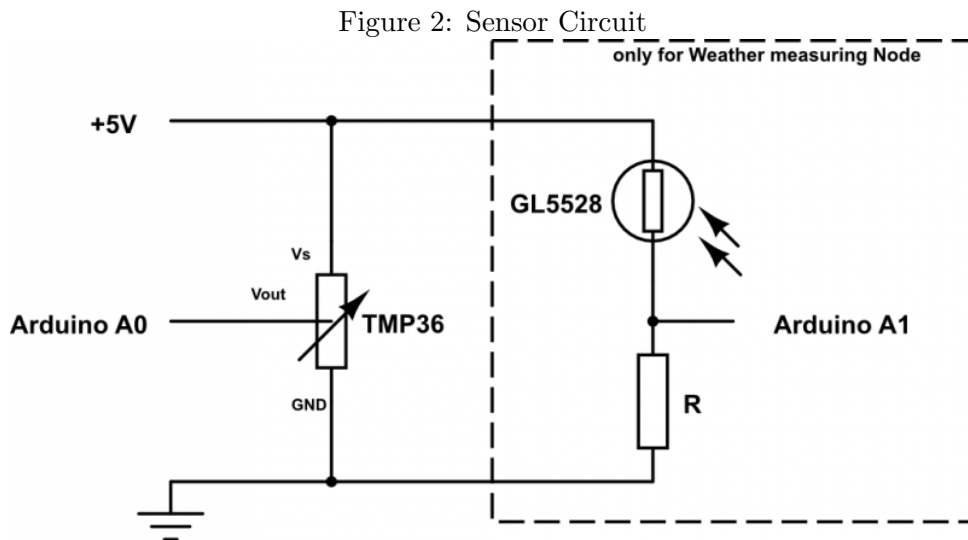 Figure 2: Sensor Circuit
only for Weather measuring Node
+5V
GL5528
Vs
Vout
Arduino A0
TMP36
Arduino A1
GND
R